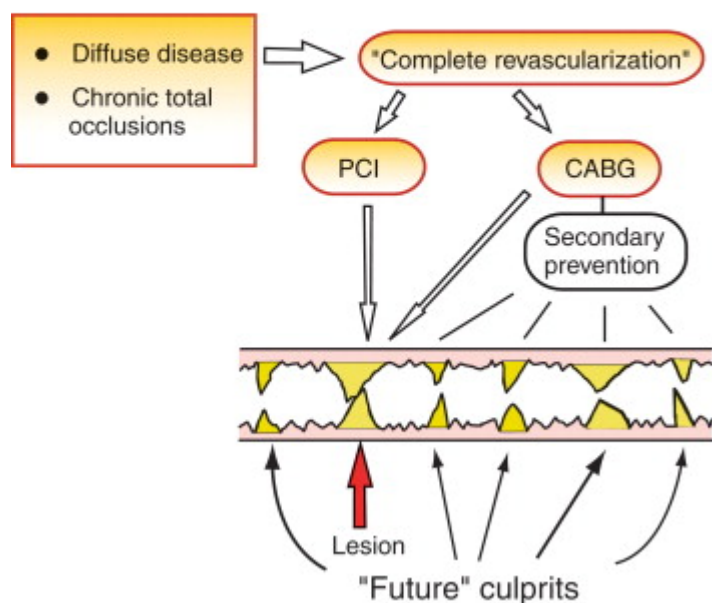 ● Diffuse disease
● Chronic total
occlusions
"Complete revascularization"
PCI
CABG
Secondary
prevention
Lesion
"Future" culprits